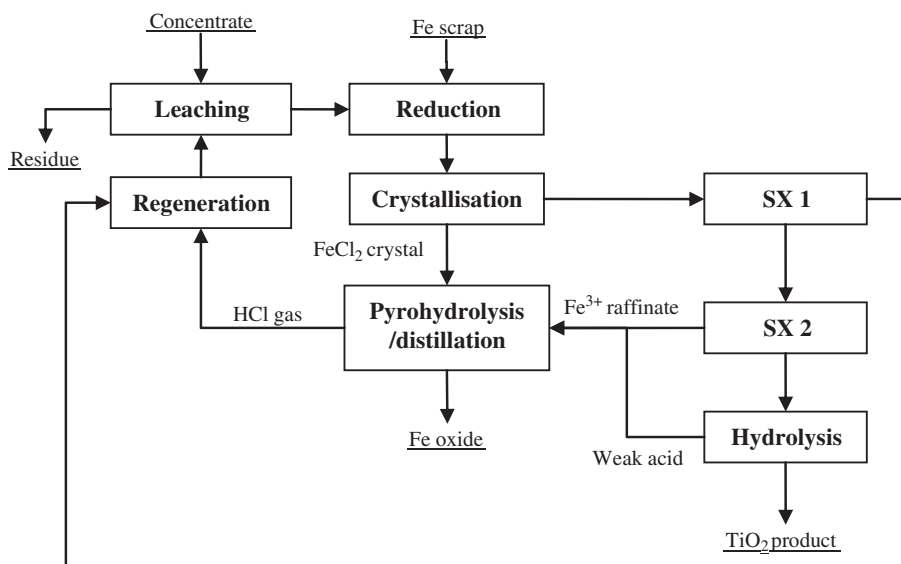 Concentrate
Fe scrap
Leaching
Reduction
Residue
Regeneration
Crystallisation
SX 1
FeCl₂ crystal
HCl gas
Pyrohydrolysis
/distillation
Fe³⁺ raffinate
SX 2
Hydrolysis
Fe oxide
Weak acid
TiO₂ product